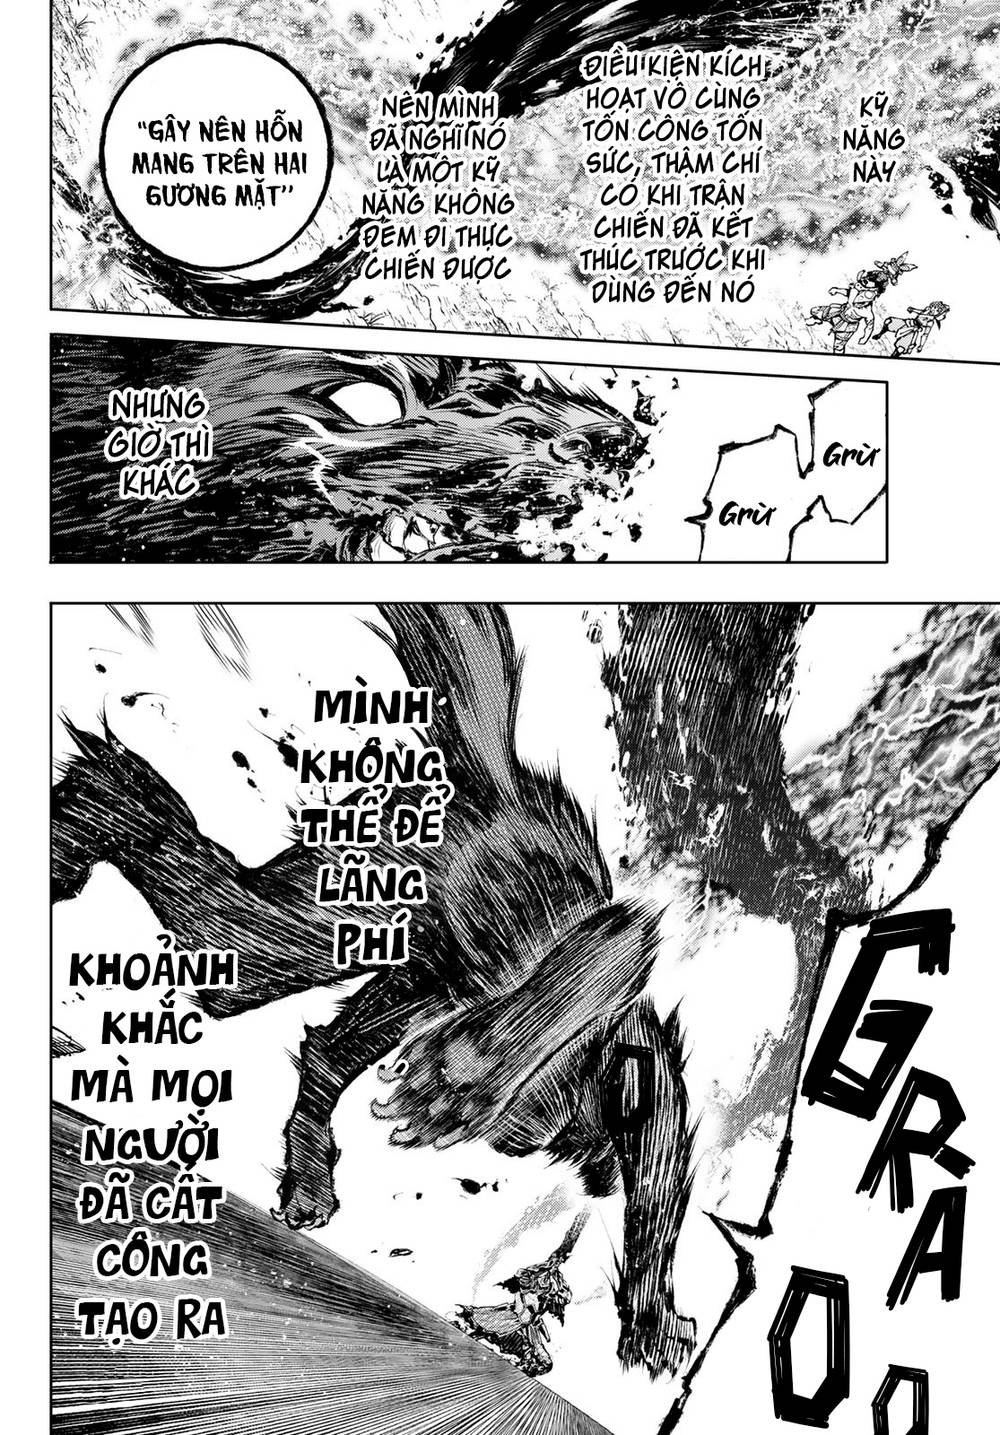 KỸ
NĂNG
NÀY
ĐIỀU KIỆN KÍCH
HOẠT VÔ CÙNG
TỐN CÔNG TỐN
SỨC, THẬM CHÍ
CÓ KHI TRẬN
CHIẾN ĐÃ KẾT
THÚC TRƯỚC KHI
DÙNG ĐẾN NÓ
NÊN MÌNH
ĐÃ NGHĨ NÓ
LÀ MỘT KỸ
NĂNG KHÔNG
ĐEM ĐI THỰC
CHIẾN ĐƯỢC
"GÂY NÊN HỖN
MANG TRÊN HAI
GƯƠNG MẶT"
Grừ
Grừ
NHƯNG
GIỜ THÌ
KHÁC
MÌNH
KHÔNG
THỂ ĐỂ
LÃNG
PHÍ
KHOẢNH
KHẮC
MÀ MỌI
NGƯỜI
ĐÃ CẤT
CÔNG
TẠO RA
GRAOOO